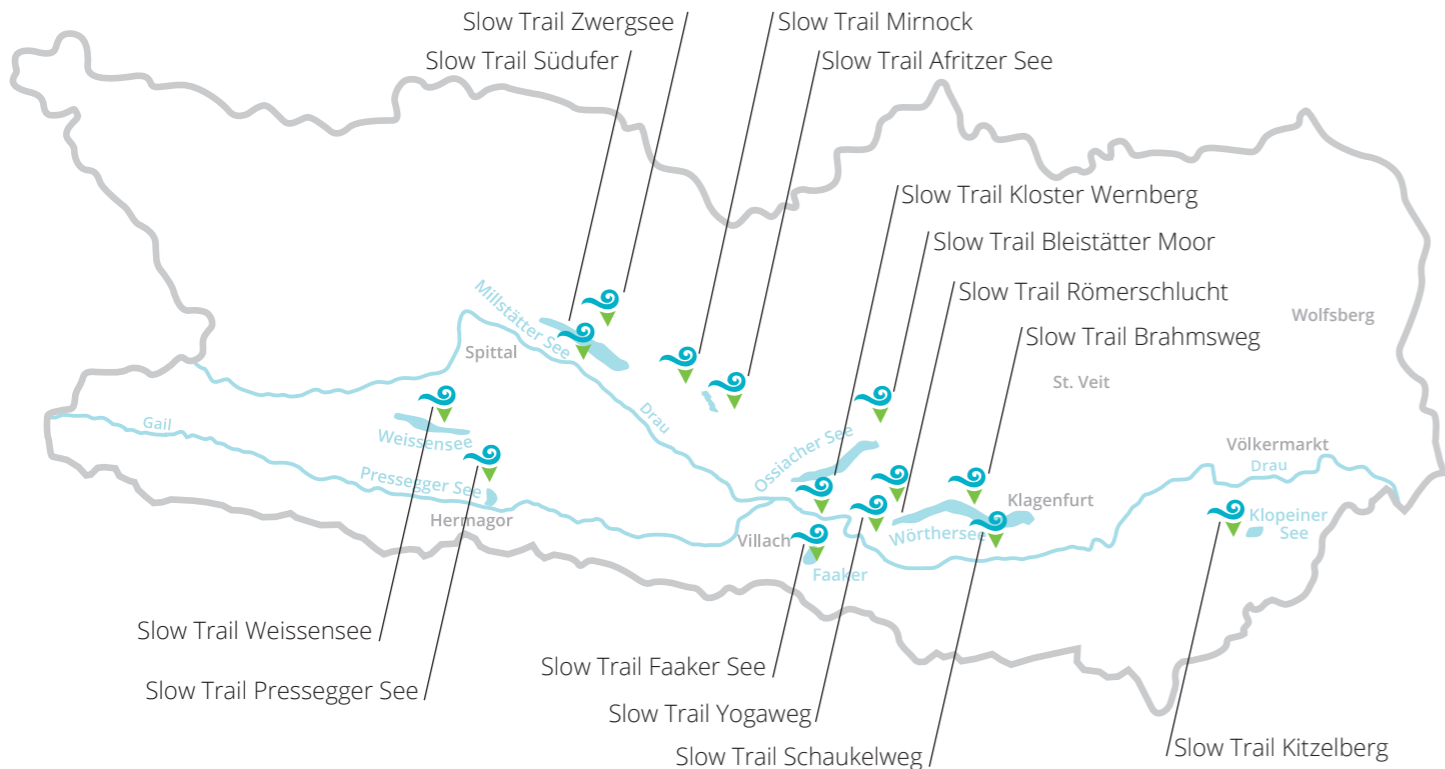 Slow Trail Zwergsee
Slow Trail Mirnock
Slow Trail Südufer
Slow Trail Afritzer See
Slow Trail Kloster Wernberg
Slow Trail Bleistätter Moor
Slow Trail Römerschlucht
Slow Trail Brahmsweg
Wolfsberg
Millstätter See
Spittal
St. Veit
Drau
Gail
Weissensee
Ossiacher See
Völkermarkt
Drau
Pressegger See
Hermagor
Klagenfurt
Villach
Wörthersee
Klopeiner
See
Faaker
Slow Trail Weissensee
Slow Trail Pressegger See
Slow Trail Faaker See
Slow Trail Yogaweg
Slow Trail Schaukelweg
Slow Trail Kitzelberg